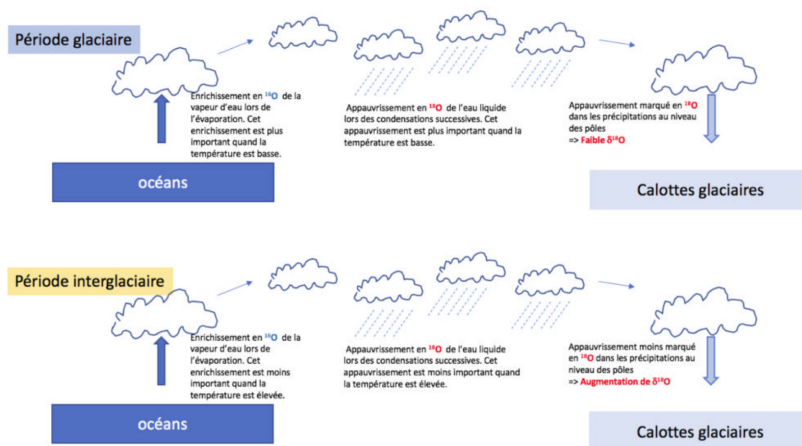 Période glaciaire
Enrichissement en ¹⁶O de la
vapeur d'eau lors de
l'évaporation. Cet
enrichissement est plus
important quand la
température est basse.
Appauvrissement en ¹⁸O de l'eau liquide
lors des condensations successives. Cet
appauvrissement est plus important quand la
température est basse.
Appauvrissement marqué en ¹⁸O
dans les précipitations au niveau
des pôles
=> Faible δ¹⁸O
océans
Calottes glaciaires
Période interglaciaire
Enrichissement en ¹⁶O de la
vapeur d'eau lors de
l'évaporation. Cet
enrichissement est moins
important quand la
température est élevée.
Appauvrissement en ¹⁸O de l'eau liquide
lors des condensations successives. Cet
appauvrissement est moins important quand
la température est élevée.
Appauvrissement moins marqué
en ¹⁸O dans les précipitations au
niveau des pôles
=> Augmentation de δ¹⁸O
océans
Calottes glaciaires